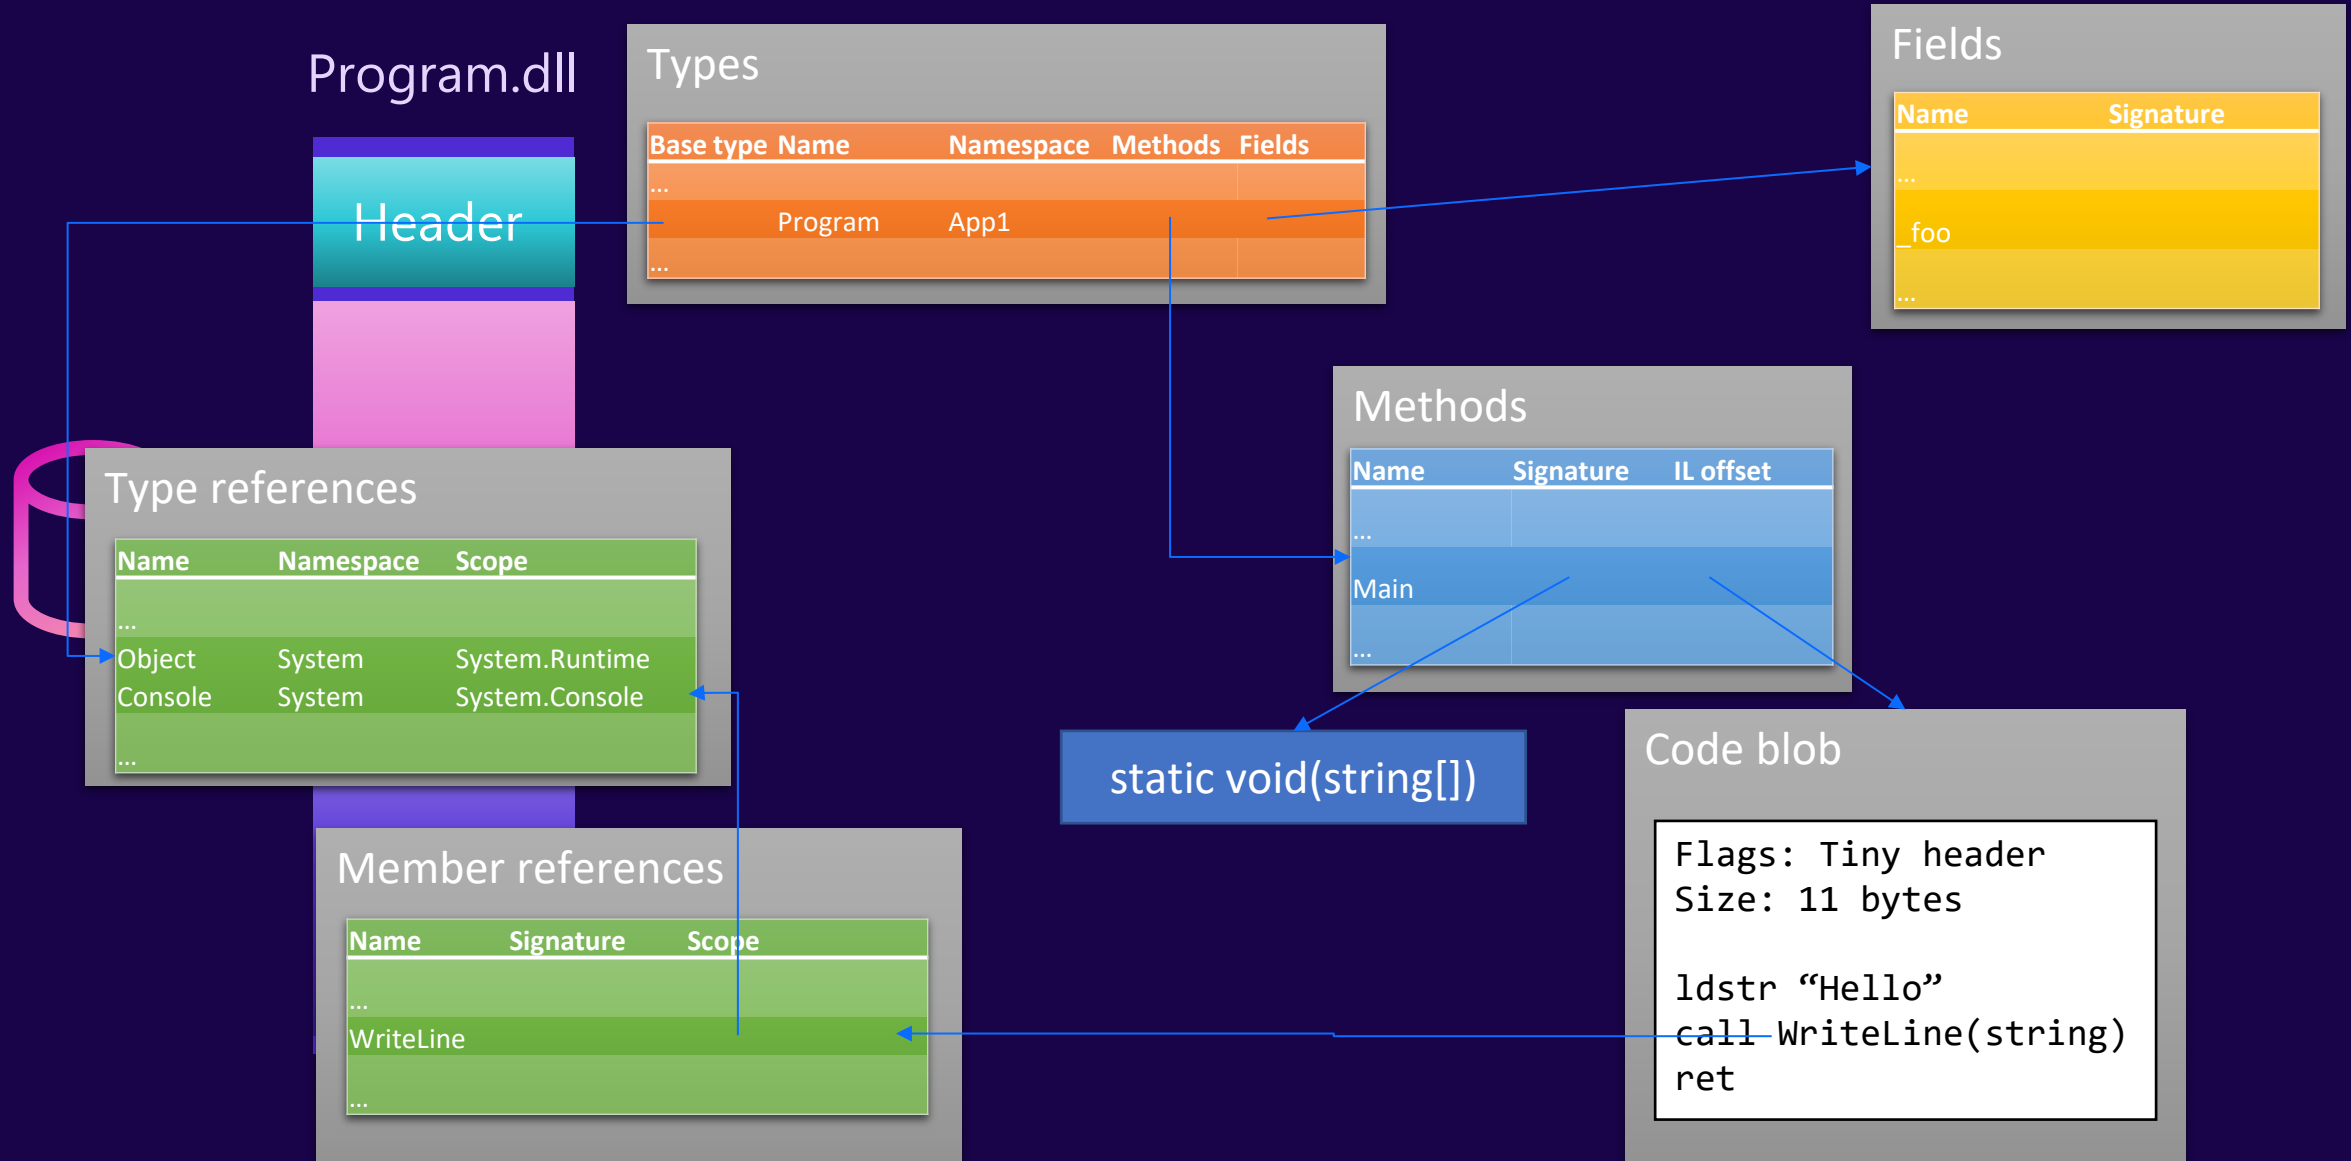 Program.dll
Header
Types
Base type Name Namespace Methods Fields
...
Program App1
...
Fields
Name Signature
...
_foo
...
Type references
Name Namespace Scope
...
Object System System.Runtime
Console System System.Console
...
Methods
Name Signature IL offset
...
Main
...
static void(string[])
Member references
Name Signature Scope
...
WriteLine
...
Code blob
Flags: Tiny header
Size: 11 bytes
ldstr “Hello”
call WriteLine(string)
ret